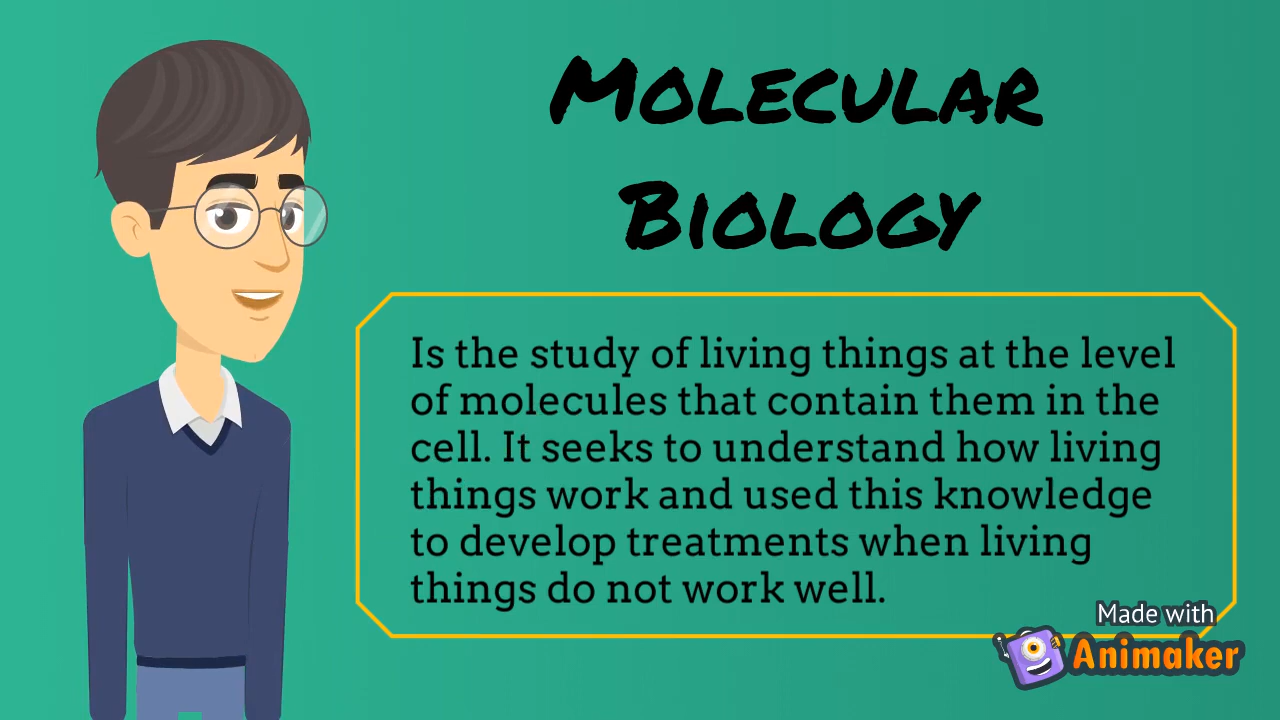 MOLECULAR
BIOLOGY
Is the study of living things at the level
of molecules that contain them in the
cell. It seeks to understand how living
things work and used this knowledge
to develop treatments when living
things do not work well.
Made with
Animaker